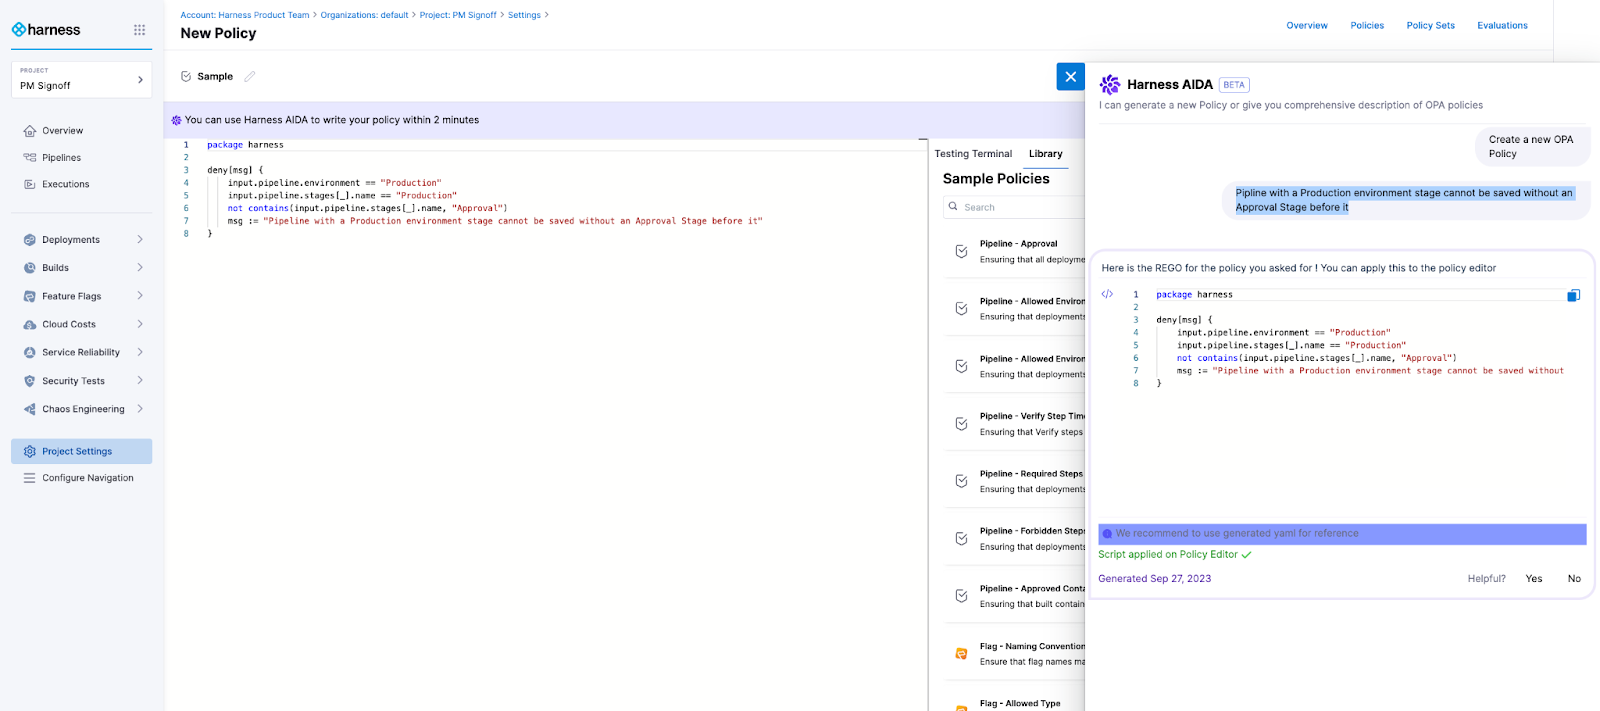 harness
PROJECT
PM Signoff
Overview
Pipelines
Executions
Deployments
Builds
Feature Flags
Cloud Costs
Service Reliability
Security Tests
Chaos Engineering
Project Settings
Configure Navigation
Account: Harness Product Team > Organizations: default > Project: PM Signoff > Settings >
New Policy
Overview Policies Policy Sets Evaluations
Sample
You can use Harness AIDA to write your policy within 2 minutes
1 package harness
2
3 deny[msg] {
4 input.pipeline.environment == "Production"
5 input.pipeline.stages[_].name == "Production"
6 not contains(input.pipeline.stages[_].name, "Approval")
7 msg := "Pipeline with a Production environment stage cannot be saved without an Approval Stage before it"
8 }
Testing Terminal Library
Sample Policies
Search
Pipeline - Approval
Ensuring that all deployme
Pipeline - Allowed Environ
Ensuring that deployments
Pipeline - Allowed Environ
Ensuring that deployments
Pipeline - Verify Step Time
Ensuring that Verify steps
Pipeline - Required Steps
Ensuring that deployments
Pipeline - Forbidden Steps
Ensuring that deployments
Pipeline - Approved Conta
Ensuring that built contain
Flag - Naming Convention
Ensure that flag names ma
Flag - Allowed Type
Harness AIDA BETA
I can generate a new Policy or give you comprehensive description of OPA policies
Create a new OPA
Policy
Pipline with a Production environment stage cannot be saved without an
Approval Stage before it
Here is the REGO for the policy you asked for ! You can apply this to the policy editor
</> 1 package harness
2
3 deny[msg] {
4 input.pipeline.environment == "Production"
5 input.pipeline.stages[_].name == "Production"
6 not contains(input.pipeline.stages[_].name, "Approval")
7 msg := "Pipeline with a Production environment stage cannot be saved without
8 }
We recommend to use generated yaml for reference
Script applied on Policy Editor
Generated Sep 27, 2023
Helpful? Yes No